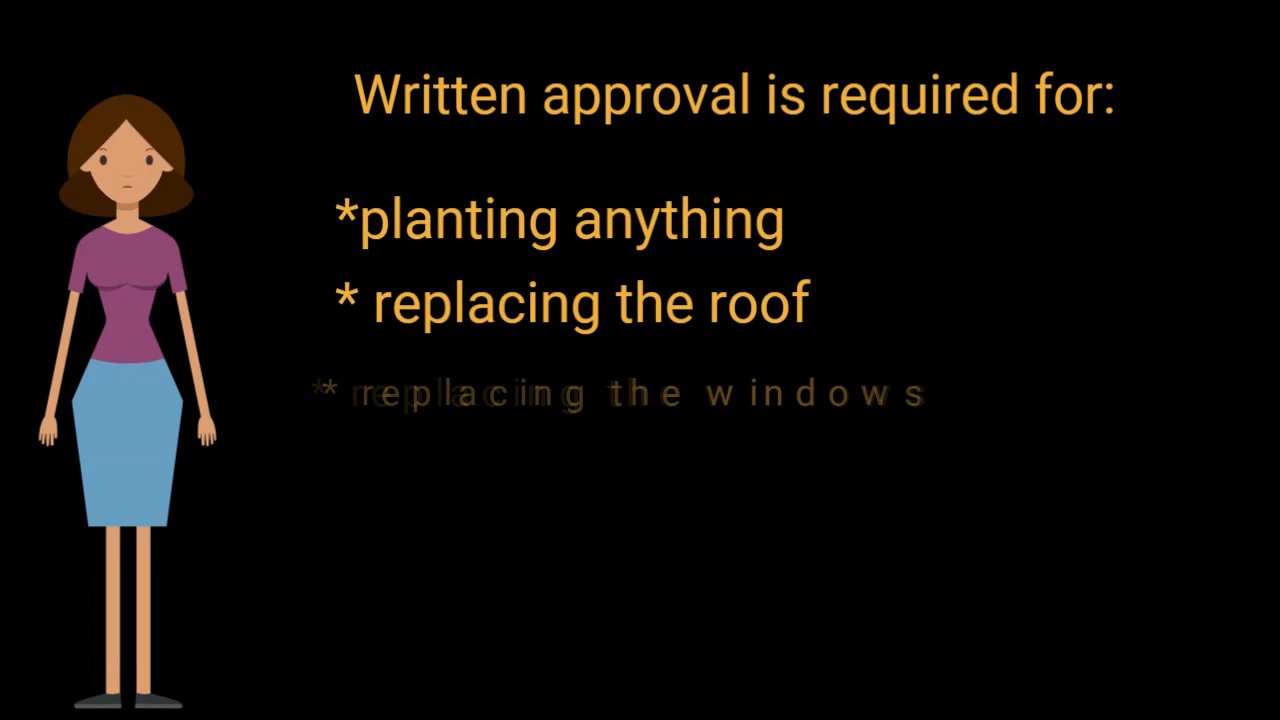 Written approval is required for:
*planting anything
* replacing the roof
* replacing the windows